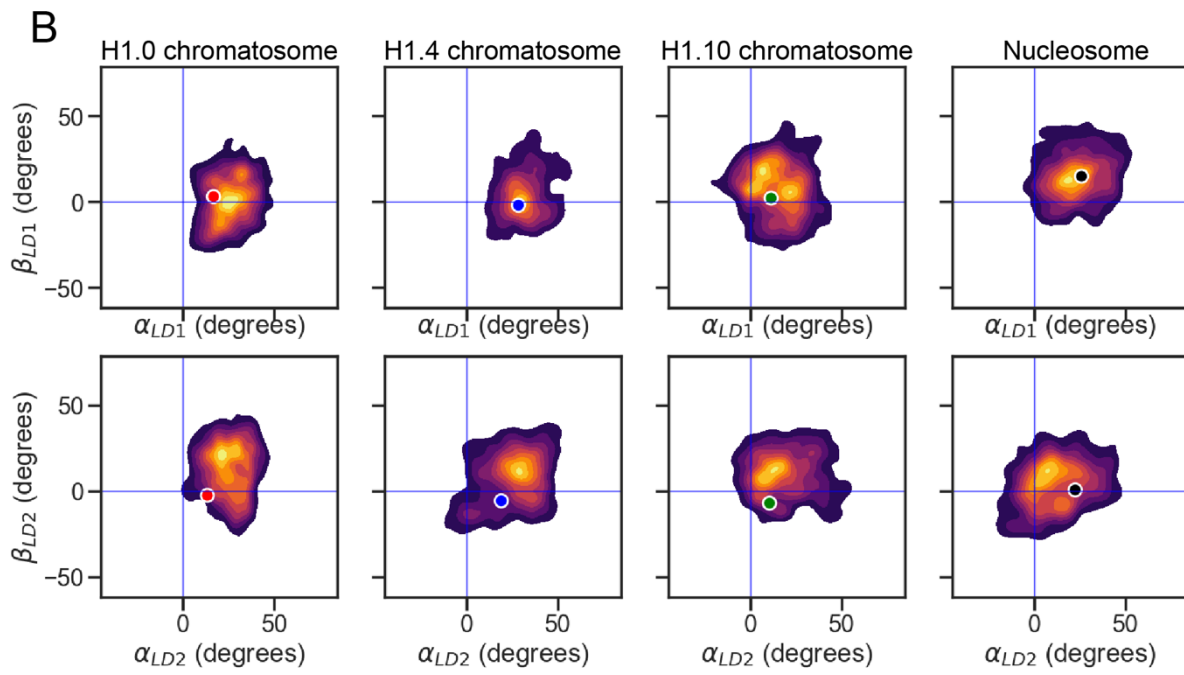 B
H1.0 chromatosome H1.4 chromatosome H1.10 chromatosome Nucleosome
β_LD1 (degrees)
50
0
−50
α_LD1 (degrees) α_LD1 (degrees) α_LD1 (degrees) α_LD1 (degrees)
β_LD2 (degrees)
50
0
−50
0 50 0 50 0 50 0 50
α_LD2 (degrees) α_LD2 (degrees) α_LD2 (degrees) α_LD2 (degrees)